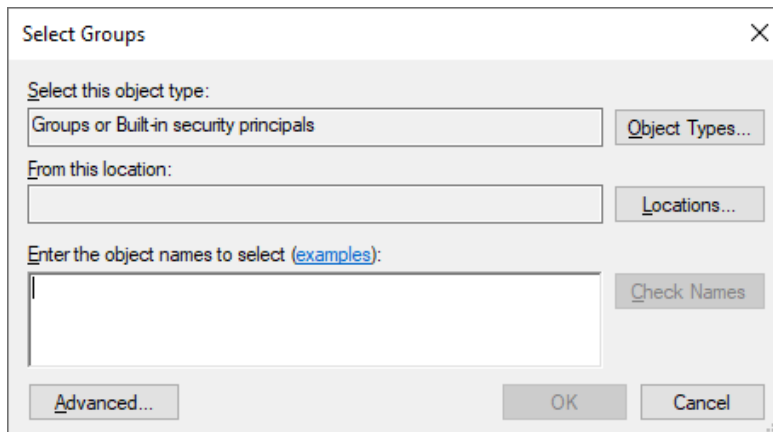 Select Groups
Select this object type:
Groups or Built-in security principals
Object Types...
From this location:
Locations...
Enter the object names to select (examples):
Check Names
Advanced...
OK
Cancel